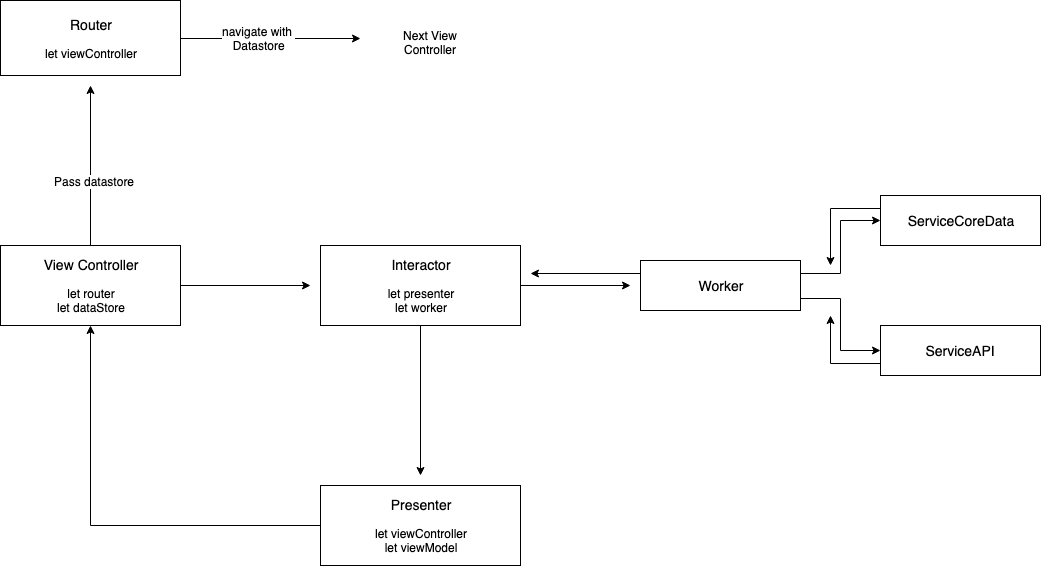 Router
let viewController
navigate with
Datastore
Next View
Controller
Pass datastore
View Controller
let router
let dataStore
Interactor
let presenter
let worker
Worker
ServiceCoreData
ServiceAPI
Presenter
let viewController
let viewModel